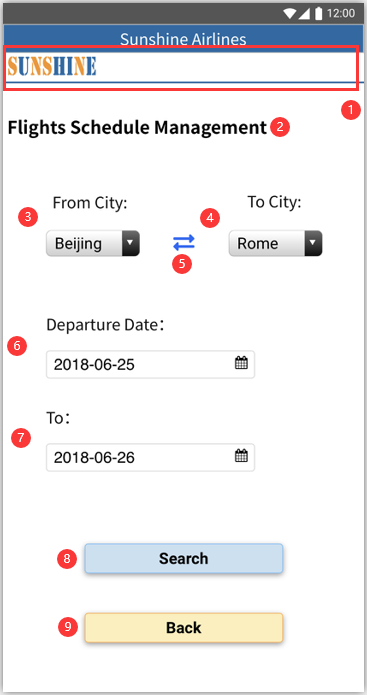 12:00
Sunshine Airlines
SUNSHINE
1
Flights Schedule Management 2
3 From City: 4 To City:
Beijing Rome
5
Departure Date：
6
2018-06-25
To：
7
2018-06-26
8 Search
9 Back